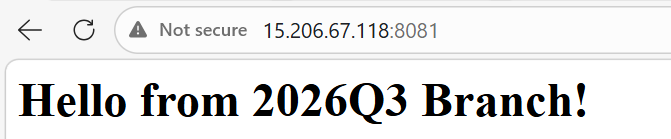 Not secure 15.206.67.118:8081
Hello from 2026Q3 Branch!